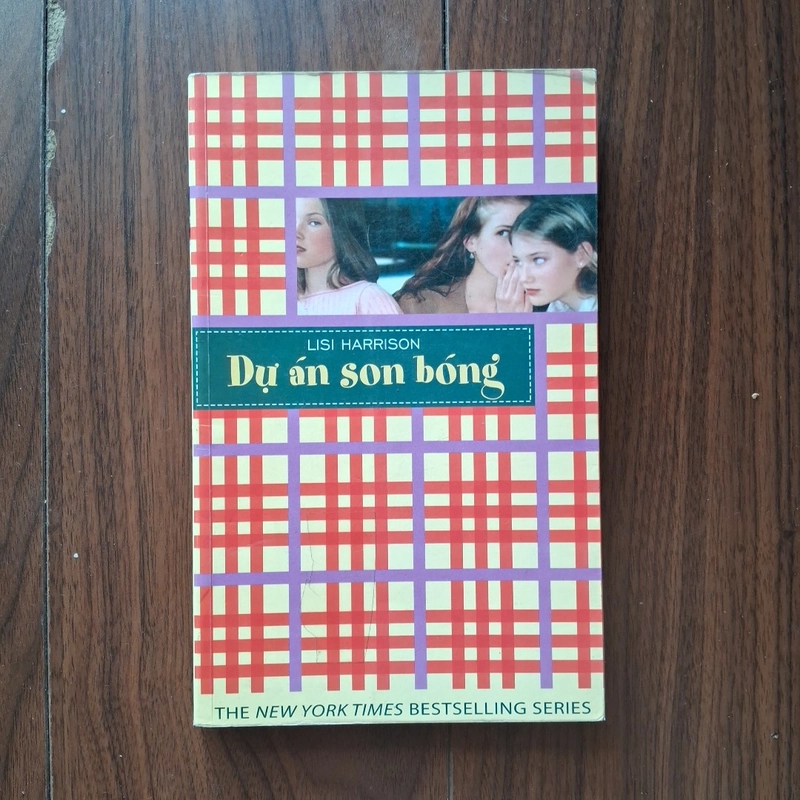 LISI HARRISON
Dự án son bóng
THE NEW YORK TIMES BESTSELLING SERIES